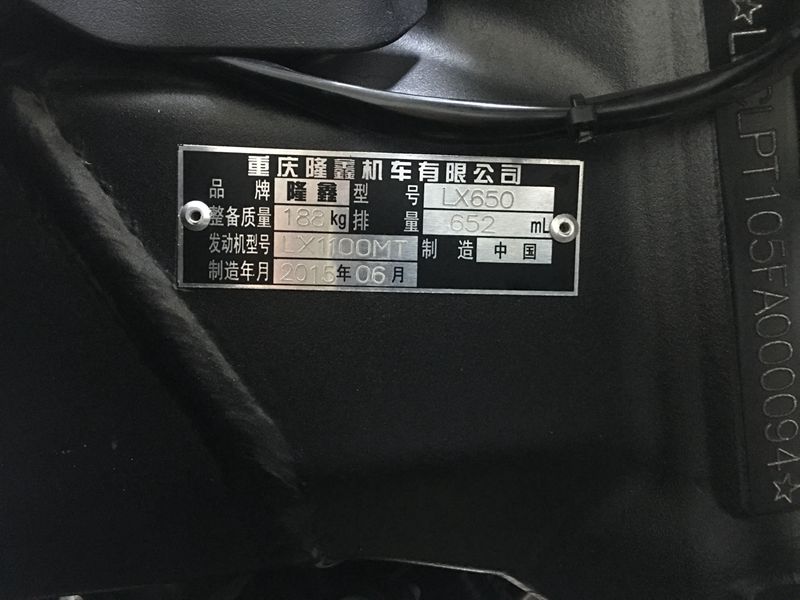 重庆隆鑫机车有限公司
品牌 隆鑫 型号 LX650
整备质量 188 kg 排量 652 mL
发动机型号 LX1100MT 制造 中国
制造年月 2015年06月
LPT105FA0000094☆